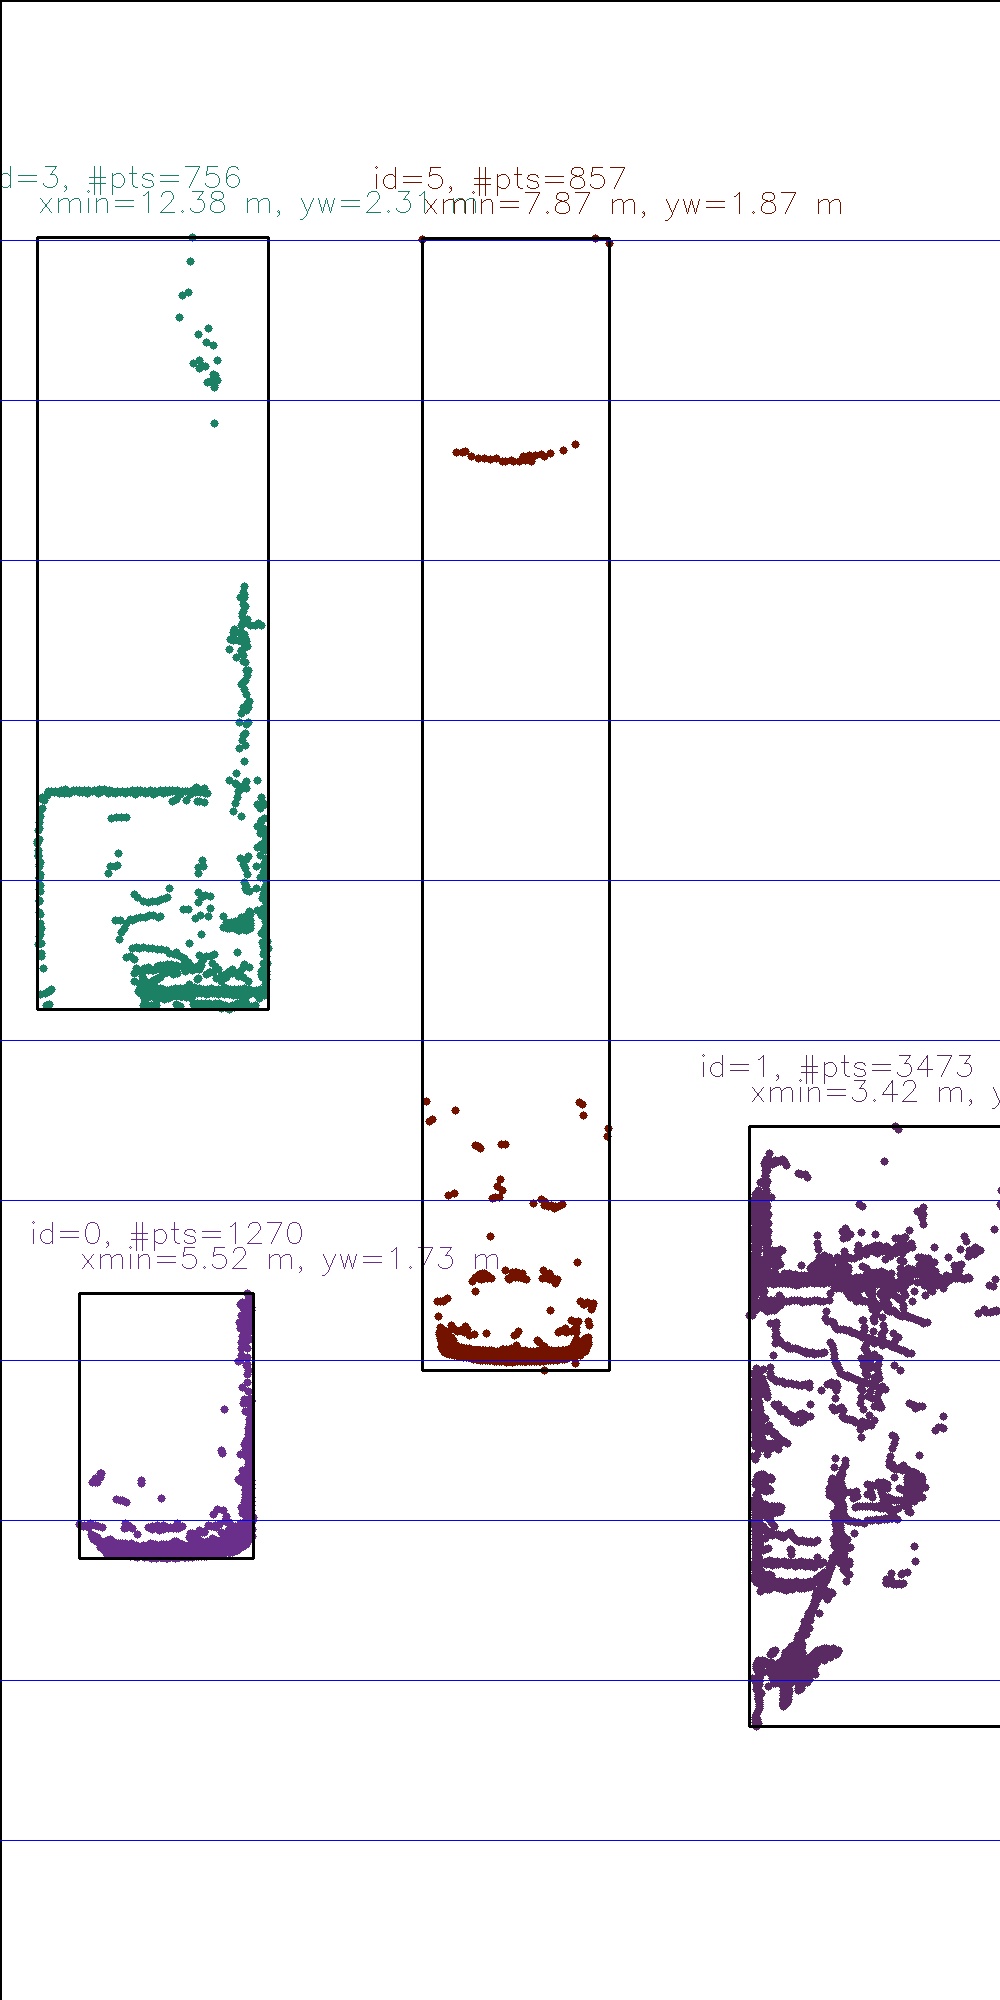 d=3, #pts=756
xmin=12.38 m, yw=2.31 m
id=5, #pts=857
xmin=7.87 m, yw=1.87 m
id=1, #pts=3473
xmin=3.42 m, y
id=0, #pts=1270
xmin=5.52 m, yw=1.73 m